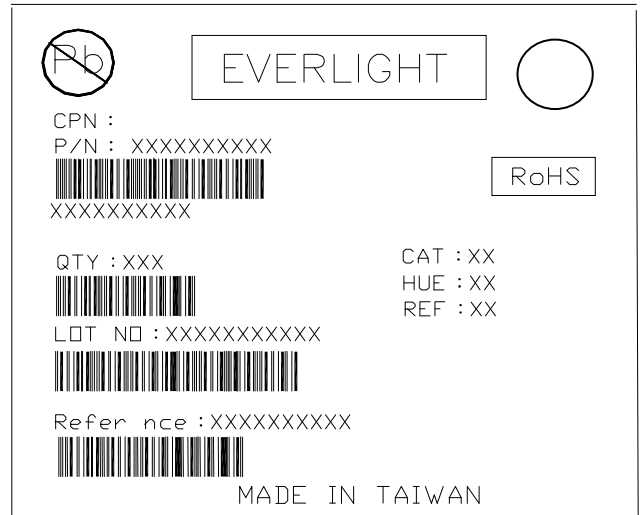 Pb
EVERLIGHT
CPN :
P/N : XXXXXXXXXX
RoHS
XXXXXXXXXX
QTY : XXX
CAT : XX
HUE : XX
REF : XX
LOT NO : XXXXXXXXXXX
Refer nce : XXXXXXXXXX
MADE IN TAIWAN